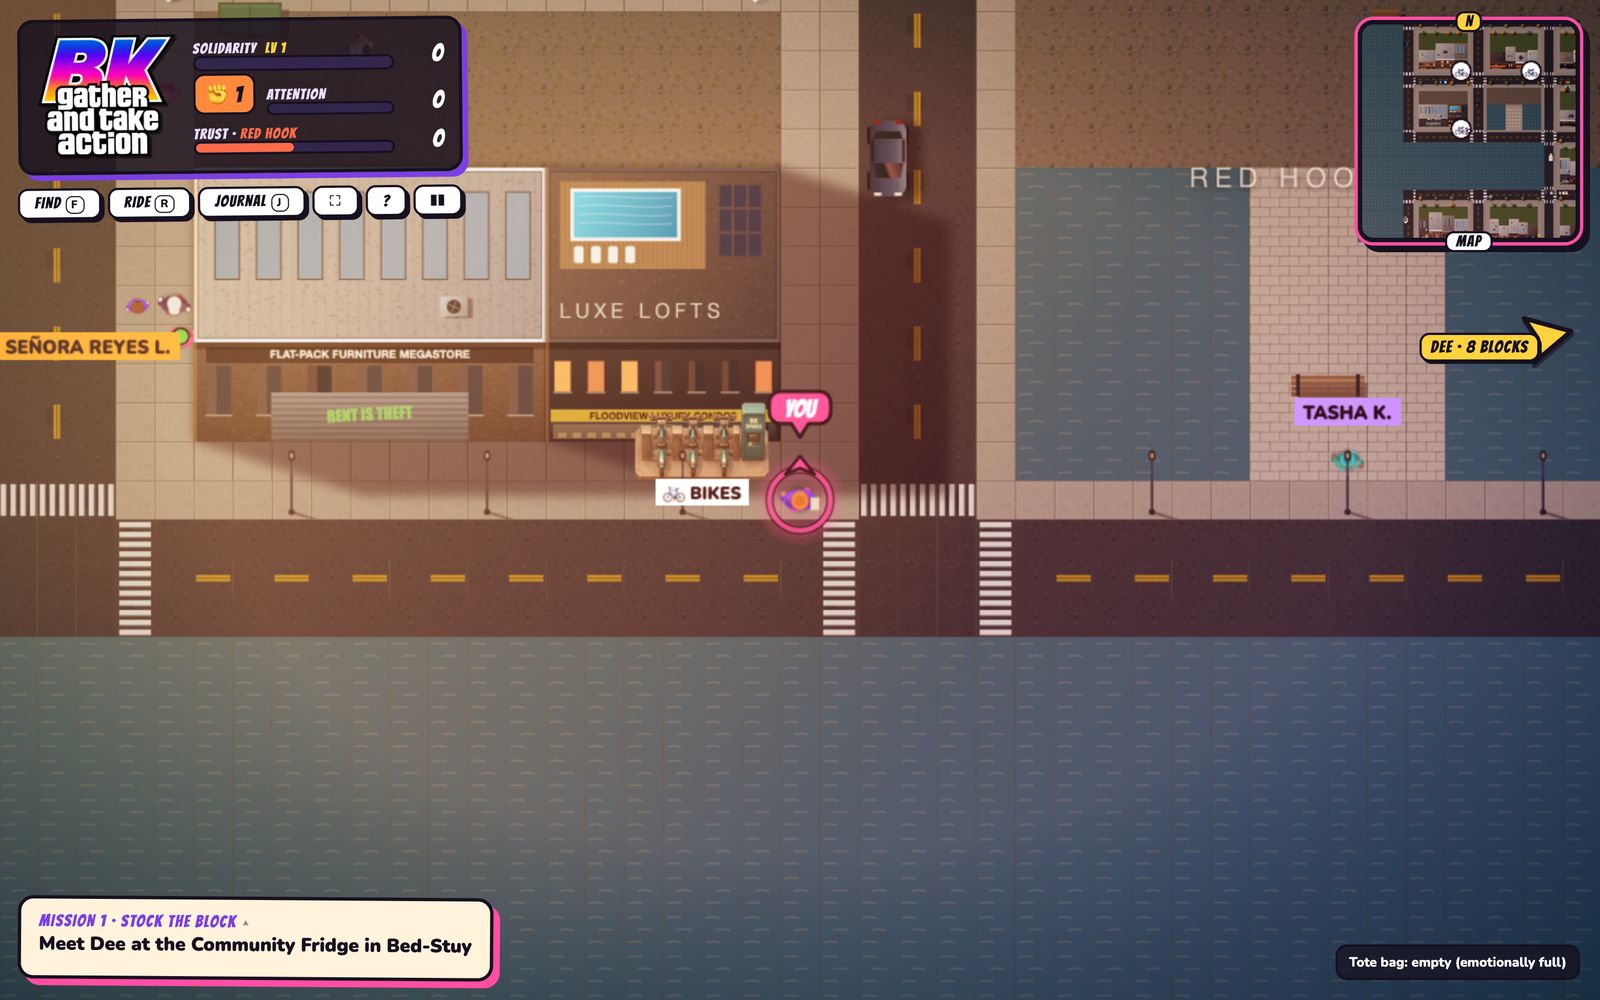 BK
gather
and take
action
SOLIDARITY LV 1
0
✊ 1
ATTENTION
0
TRUST · RED HOOK
0
FIND F
RIDE R
JOURNAL J
?
N
MAP
RED HOO
LUXE LOFTS
SEÑORA REYES L.
FLAT-PACK FURNITURE MEGASTORE
RENT IS THEFT
FLOODVIEW LUXURY CONDOS
YOU
BIKES
DEE · 8 BLOCKS
TASHA K.
MISSION 1 · STOCK THE BLOCK
Meet Dee at the Community Fridge in Bed-Stuy
Tote bag: empty (emotionally full)